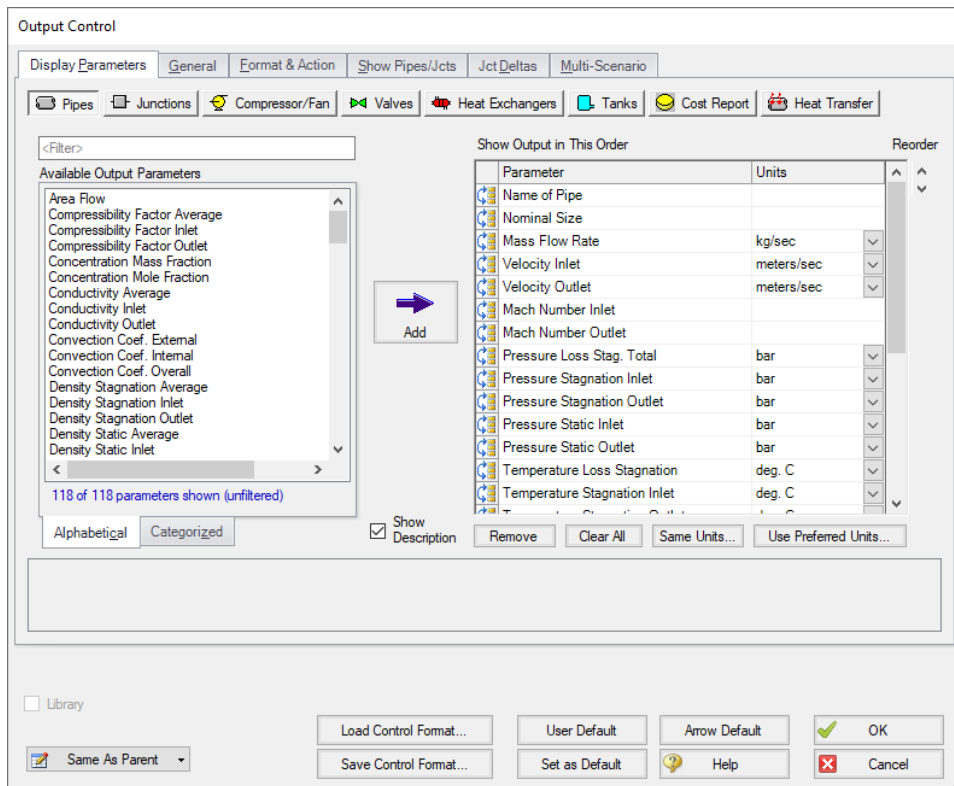 Output Control
Display Parameters General Format & Action Show Pipes/Jcts Jct Deltas Multi-Scenario
Pipes Junctions Compressor/Fan Valves Heat Exchangers Tanks Cost Report Heat Transfer
<Filter>
Available Output Parameters
Area Flow
Compressibility Factor Average
Compressibility Factor Inlet
Compressibility Factor Outlet
Concentration Mass Fraction
Concentration Mole Fraction
Conductivity Average
Conductivity Inlet
Conductivity Outlet
Convection Coef. External
Convection Coef. Internal
Convection Coef. Overall
Density Stagnation Average
Density Stagnation Inlet
Density Stagnation Outlet
Density Static Average
Density Static Inlet
118 of 118 parameters shown (unfiltered)
Alphabetical Categorized
Add
Show
Description
Show Output in This Order Reorder
Parameter Units
Name of Pipe
Nominal Size
Mass Flow Rate kg/sec
Velocity Inlet meters/sec
Velocity Outlet meters/sec
Mach Number Inlet
Mach Number Outlet
Pressure Loss Stag. Total bar
Pressure Stagnation Inlet bar
Pressure Stagnation Outlet bar
Pressure Static Inlet bar
Pressure Static Outlet bar
Temperature Loss Stagnation deg. C
Temperature Stagnation Inlet deg. C
Remove Clear All Same Units... Use Preferred Units...
Library
Same As Parent
Load Control Format... User Default Arrow Default OK
Save Control Format... Set as Default Help Cancel